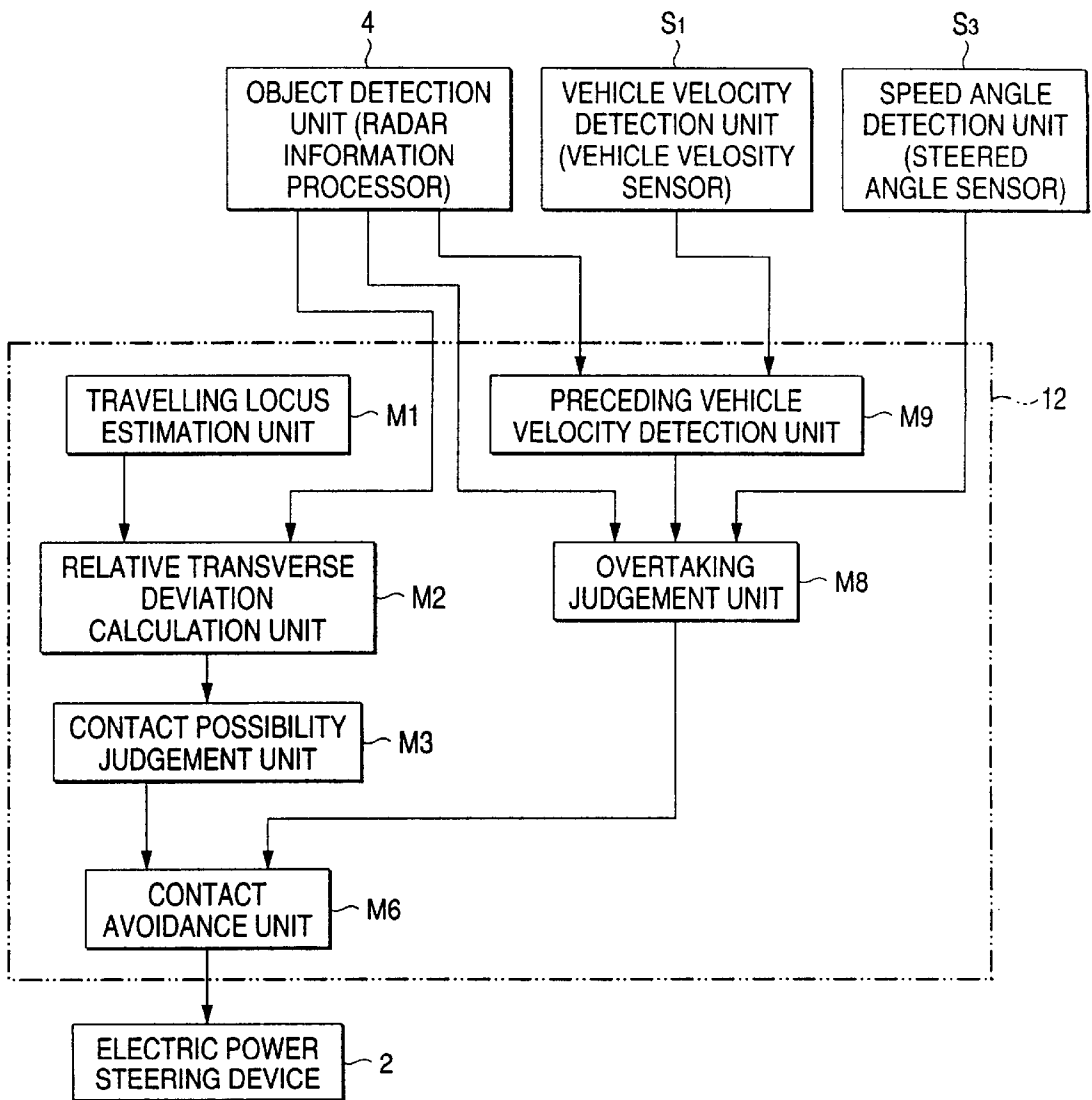 4
S1
S3
OBJECT DETECTION
UNIT (RADAR
INFORMATION
PROCESSOR)
VEHICLE VELOCITY
DETECTION UNIT
(VEHICLE VELOSITY
SENSOR)
SPEED ANGLE
DETECTION UNIT
(STEERED
ANGLE SENSOR)
TRAVELLING LOCUS
ESTIMATION UNIT
M1
PRECEDING VEHICLE
VELOCITY DETECTION UNIT
M9
12
RELATIVE TRANSVERSE
DEVIATION
CALCULATION UNIT
M2
OVERTAKING
JUDGEMENT UNIT
M8
CONTACT POSSIBILITY
JUDGEMENT UNIT
M3
CONTACT
AVOIDANCE UNIT
M6
ELECTRIC POWER
STEERING DEVICE
2